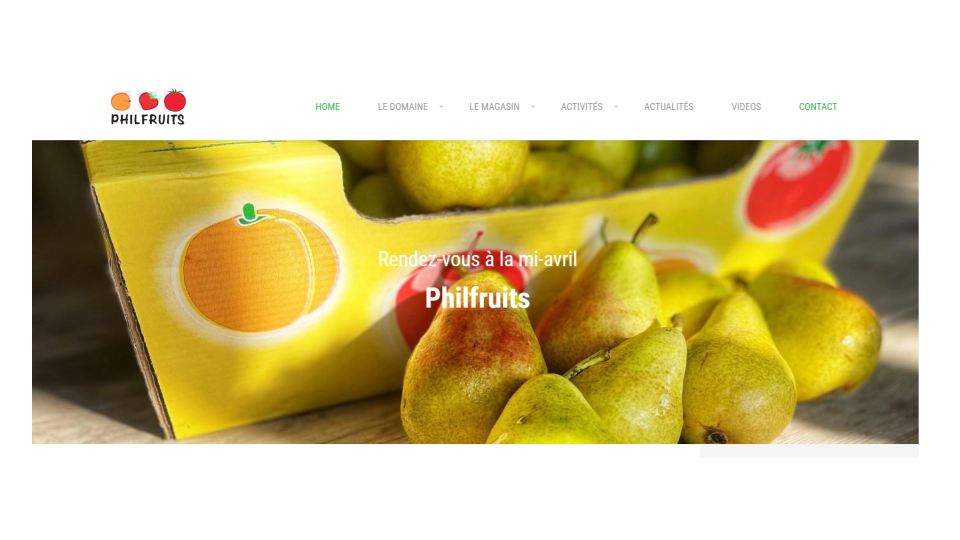 PHILFRUITS
HOME LE DOMAINE LE MAGASIN ACTIVITÉS ACTUALITÉS VIDEOS CONTACT
Rendez-vous à la mi-avril
Philfruits